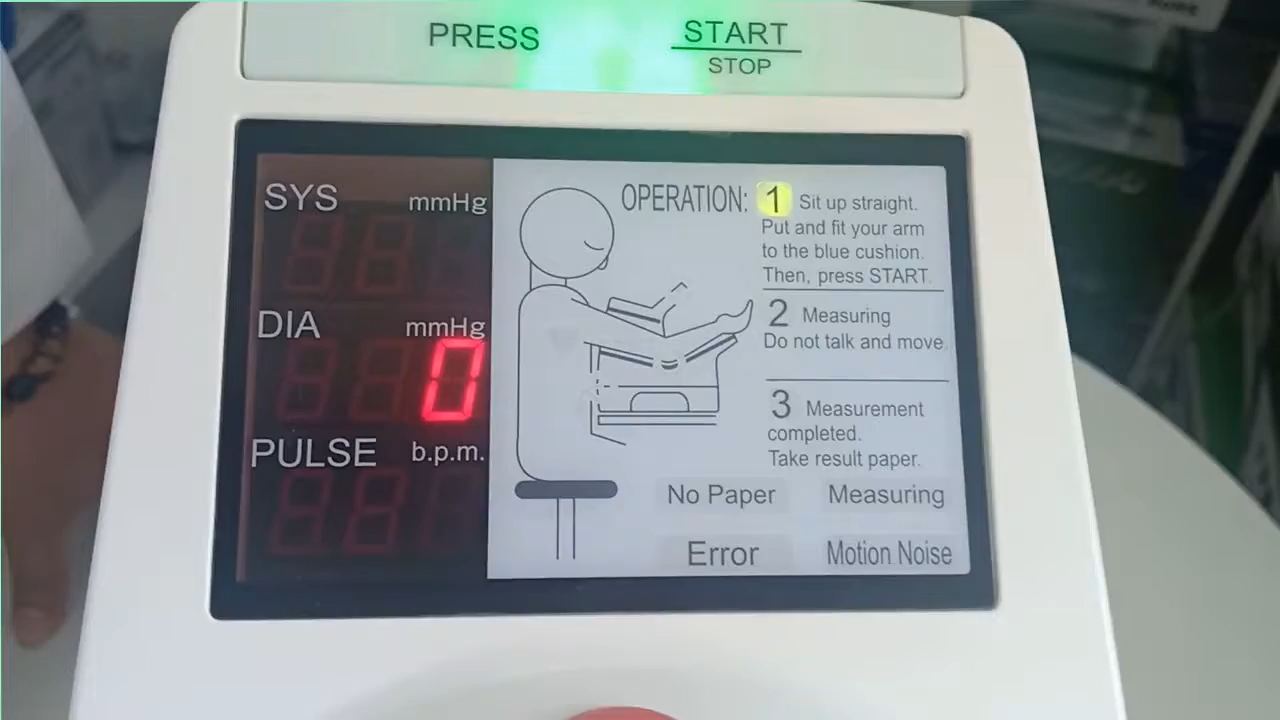 PRESS
START
STOP
SYS mmHg
DIA mmHg
0
PULSE b.p.m.
OPERATION: 1 Sit up straight.
Put and fit your arm
to the blue cushion.
Then, press START.
2 Measuring
Do not talk and move.
3 Measurement
completed.
Take result paper.
No Paper
Measuring
Error
Motion Noise